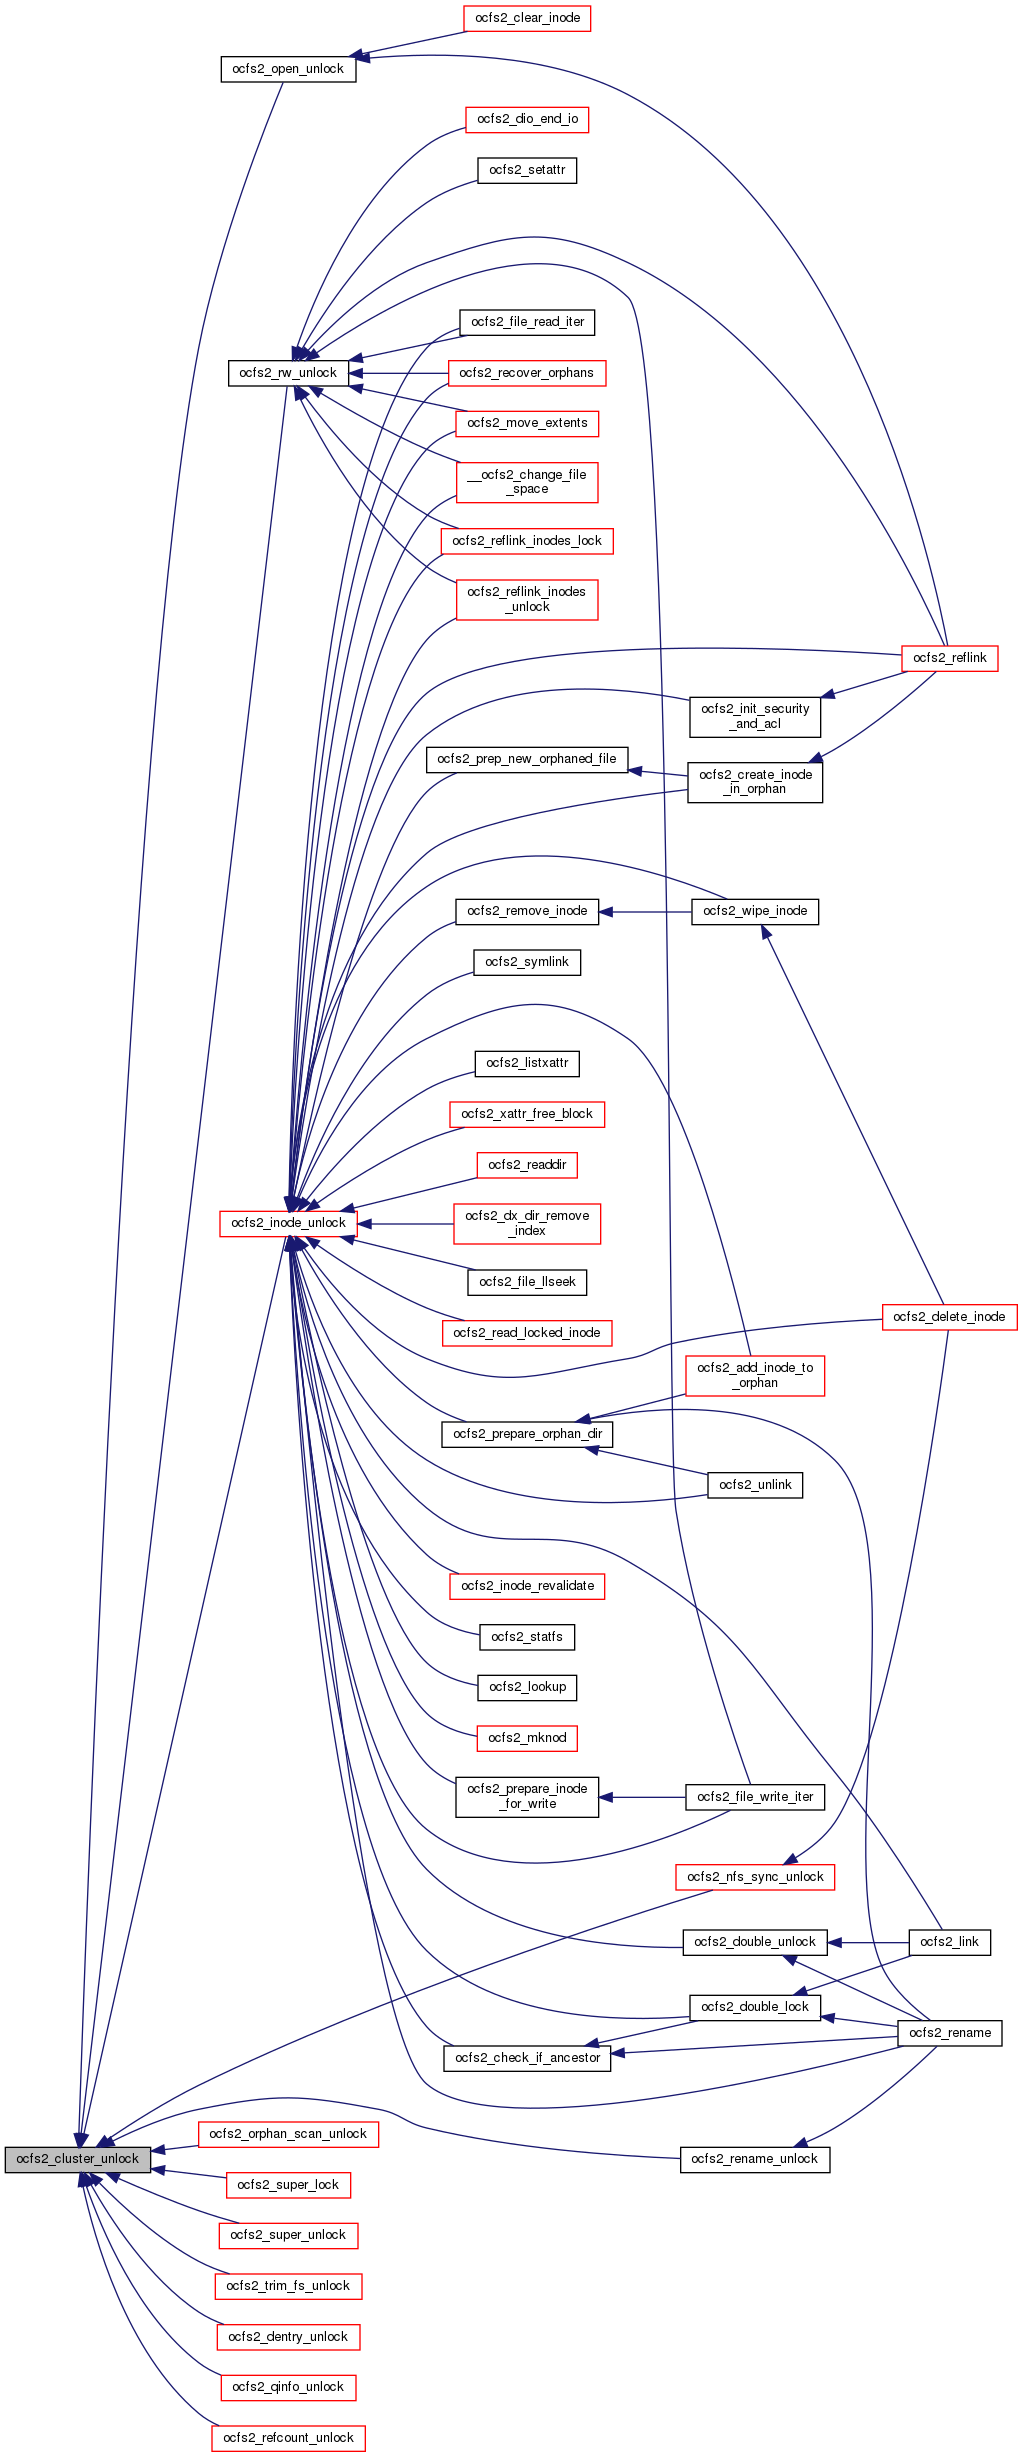 ocfs2_clear_inode
ocfs2_open_unlock
ocfs2_dio_end_io
ocfs2_setattr
ocfs2_file_read_iter
ocfs2_rw_unlock
ocfs2_recover_orphans
ocfs2_move_extents
__ocfs2_change_file
_space
ocfs2_reflink_inodes_lock
ocfs2_reflink_inodes
_unlock
ocfs2_reflink
ocfs2_init_security
_and_acl
ocfs2_prep_new_orphaned_file
ocfs2_create_inode
_in_orphan
ocfs2_remove_inode
ocfs2_wipe_inode
ocfs2_symlink
ocfs2_listxattr
ocfs2_xattr_free_block
ocfs2_readdir
ocfs2_inode_unlock
ocfs2_dx_dir_remove
_index
ocfs2_file_llseek
ocfs2_delete_inode
ocfs2_read_locked_inode
ocfs2_add_inode_to
_orphan
ocfs2_prepare_orphan_dir
ocfs2_unlink
ocfs2_inode_revalidate
ocfs2_statfs
ocfs2_lookup
ocfs2_mknod
ocfs2_prepare_inode
_for_write
ocfs2_file_write_iter
ocfs2_nfs_sync_unlock
ocfs2_double_unlock
ocfs2_link
ocfs2_double_lock
ocfs2_rename
ocfs2_check_if_ancestor
ocfs2_orphan_scan_unlock
ocfs2_cluster_unlock
ocfs2_rename_unlock
ocfs2_super_lock
ocfs2_super_unlock
ocfs2_trim_fs_unlock
ocfs2_dentry_unlock
ocfs2_qinfo_unlock
ocfs2_refcount_unlock